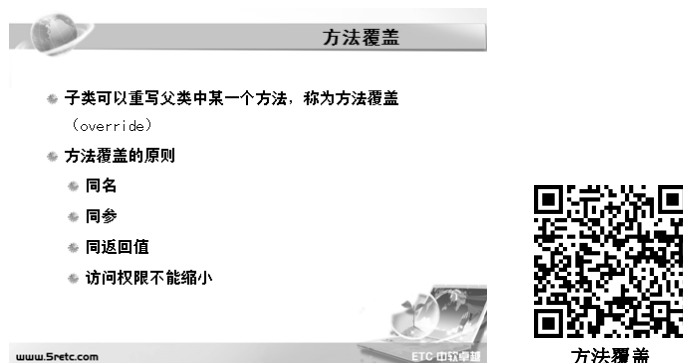 方法覆盖
子类可以重写父类中某一个方法，称为方法覆盖
（override）
方法覆盖的原则
同名
同参
同返回值
访问权限不能缩小
www.5retc.com
ETC 中软卓越
方法覆盖